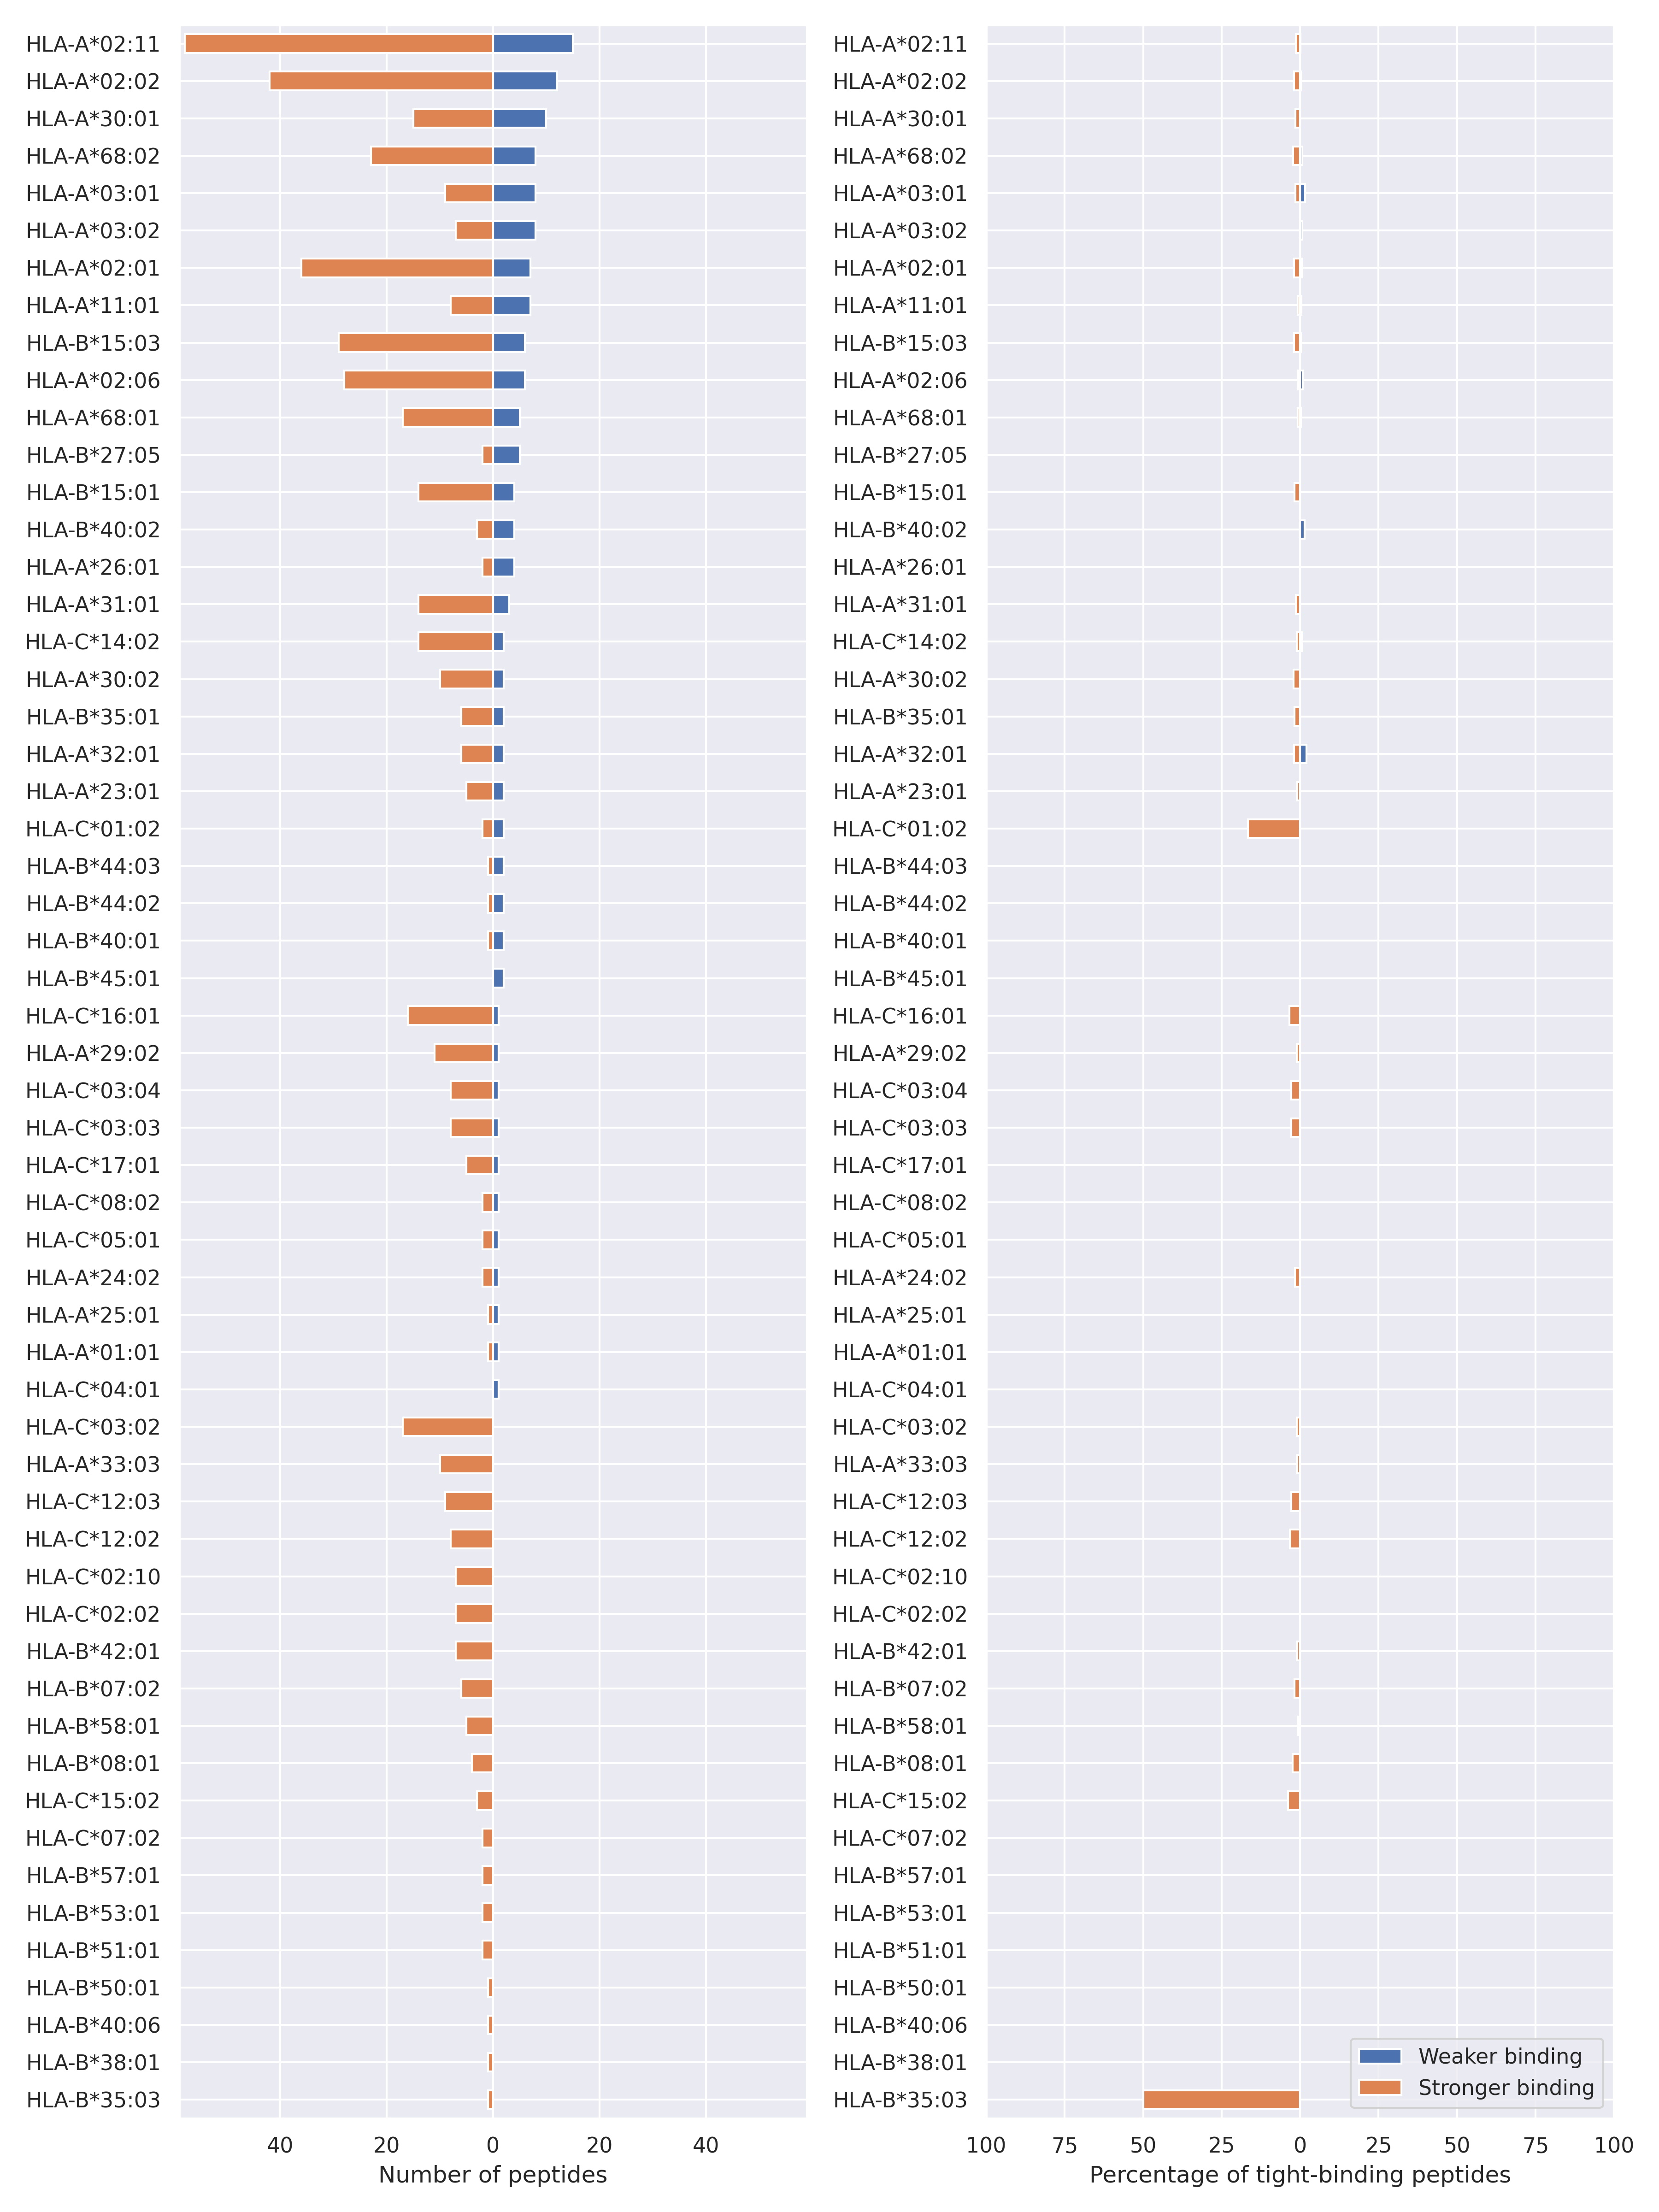 HLA-A*02:11
HLA-A*02:02
HLA-A*30:01
HLA-A*68:02
HLA-A*03:01
HLA-A*03:02
HLA-A*02:01
HLA-A*11:01
HLA-B*15:03
HLA-A*02:06
HLA-A*68:01
HLA-B*27:05
HLA-B*15:01
HLA-B*40:02
HLA-A*26:01
HLA-A*31:01
HLA-C*14:02
HLA-A*30:02
HLA-B*35:01
HLA-A*32:01
HLA-A*23:01
HLA-C*01:02
HLA-B*44:03
HLA-B*44:02
HLA-B*40:01
HLA-B*45:01
HLA-C*16:01
HLA-A*29:02
HLA-C*03:04
HLA-C*03:03
HLA-C*17:01
HLA-C*08:02
HLA-C*05:01
HLA-A*24:02
HLA-A*25:01
HLA-A*01:01
HLA-C*04:01
HLA-C*03:02
HLA-A*33:03
HLA-C*12:03
HLA-C*12:02
HLA-C*02:10
HLA-C*02:02
HLA-B*42:01
HLA-B*07:02
HLA-B*58:01
HLA-B*08:01
HLA-C*15:02
HLA-C*07:02
HLA-B*57:01
HLA-B*53:01
HLA-B*51:01
HLA-B*50:01
HLA-B*40:06
HLA-B*38:01
HLA-B*35:03
40 20 0 20 40
Number of peptides
HLA-A*02:11
HLA-A*02:02
HLA-A*30:01
HLA-A*68:02
HLA-A*03:01
HLA-A*03:02
HLA-A*02:01
HLA-A*11:01
HLA-B*15:03
HLA-A*02:06
HLA-A*68:01
HLA-B*27:05
HLA-B*15:01
HLA-B*40:02
HLA-A*26:01
HLA-A*31:01
HLA-C*14:02
HLA-A*30:02
HLA-B*35:01
HLA-A*32:01
HLA-A*23:01
HLA-C*01:02
HLA-B*44:03
HLA-B*44:02
HLA-B*40:01
HLA-B*45:01
HLA-C*16:01
HLA-A*29:02
HLA-C*03:04
HLA-C*03:03
HLA-C*17:01
HLA-C*08:02
HLA-C*05:01
HLA-A*24:02
HLA-A*25:01
HLA-A*01:01
HLA-C*04:01
HLA-C*03:02
HLA-A*33:03
HLA-C*12:03
HLA-C*12:02
HLA-C*02:10
HLA-C*02:02
HLA-B*42:01
HLA-B*07:02
HLA-B*58:01
HLA-B*08:01
HLA-C*15:02
HLA-C*07:02
HLA-B*57:01
HLA-B*53:01
HLA-B*51:01
HLA-B*50:01
HLA-B*40:06
HLA-B*38:01
HLA-B*35:03
Weaker binding
Stronger binding
100 75 50 25 0 25 50 75 100
Percentage of tight-binding peptides